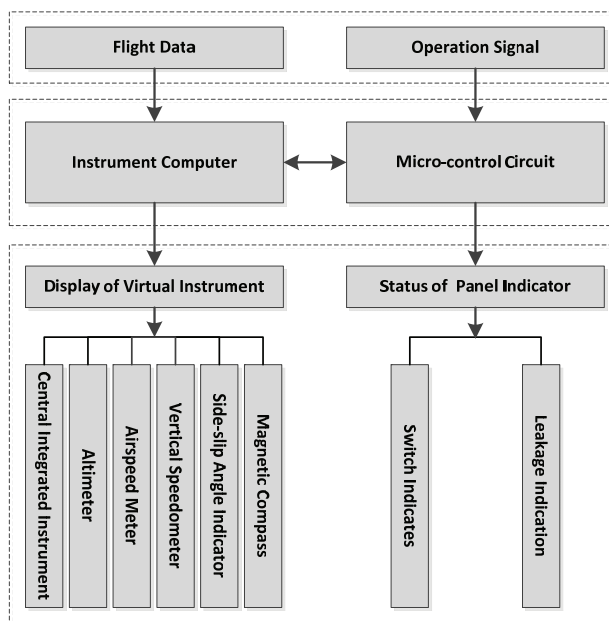 Flight Data
Operation Signal
Instrument Computer
Micro-control Circuit
Display of Virtual Instrument
Status of Panel Indicator
Central Integrated Instrument
Altimeter
Airspeed Meter
Vertical Speedometer
Side-slip Angle Indicator
Magnetic Compass
Switch Indicates
Leakage Indication